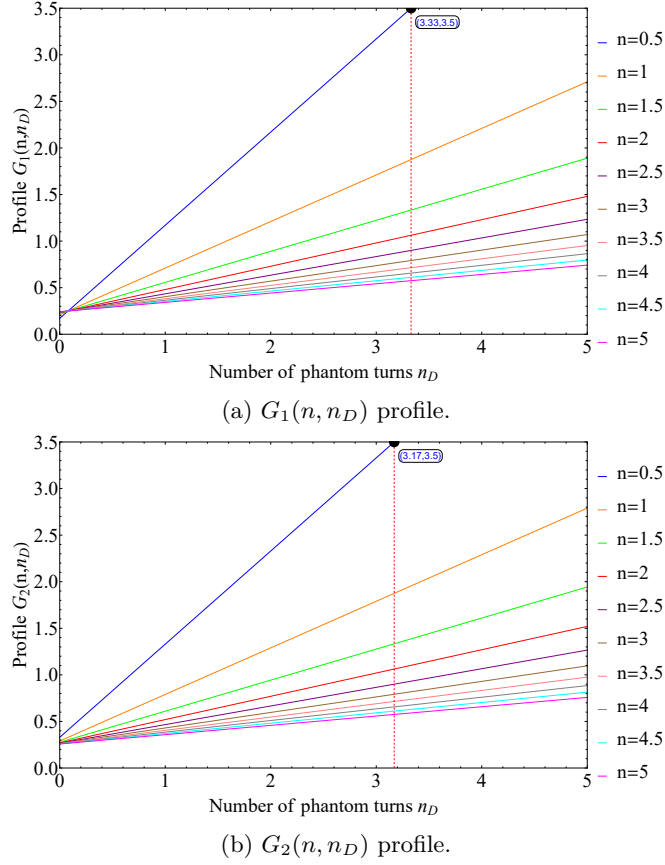 3.5
3.0
2.5
2.0
1.5
1.0
0.5
0.0
Profile G1(n,nD)
(3.33,3.5)
0 1 2 3 4 5
Number of phantom turns nD
n=0.5
n=1
n=1.5
n=2
n=2.5
n=3
n=3.5
n=4
n=4.5
n=5
(a) G1(n, nD) profile.
3.5
3.0
2.5
2.0
1.5
1.0
0.5
0.0
Profile G2(n,nD)
(3.17,3.5)
0 1 2 3 4 5
Number of phantom turns nD
n=0.5
n=1
n=1.5
n=2
n=2.5
n=3
n=3.5
n=4
n=4.5
n=5
(b) G2(n, nD) profile.